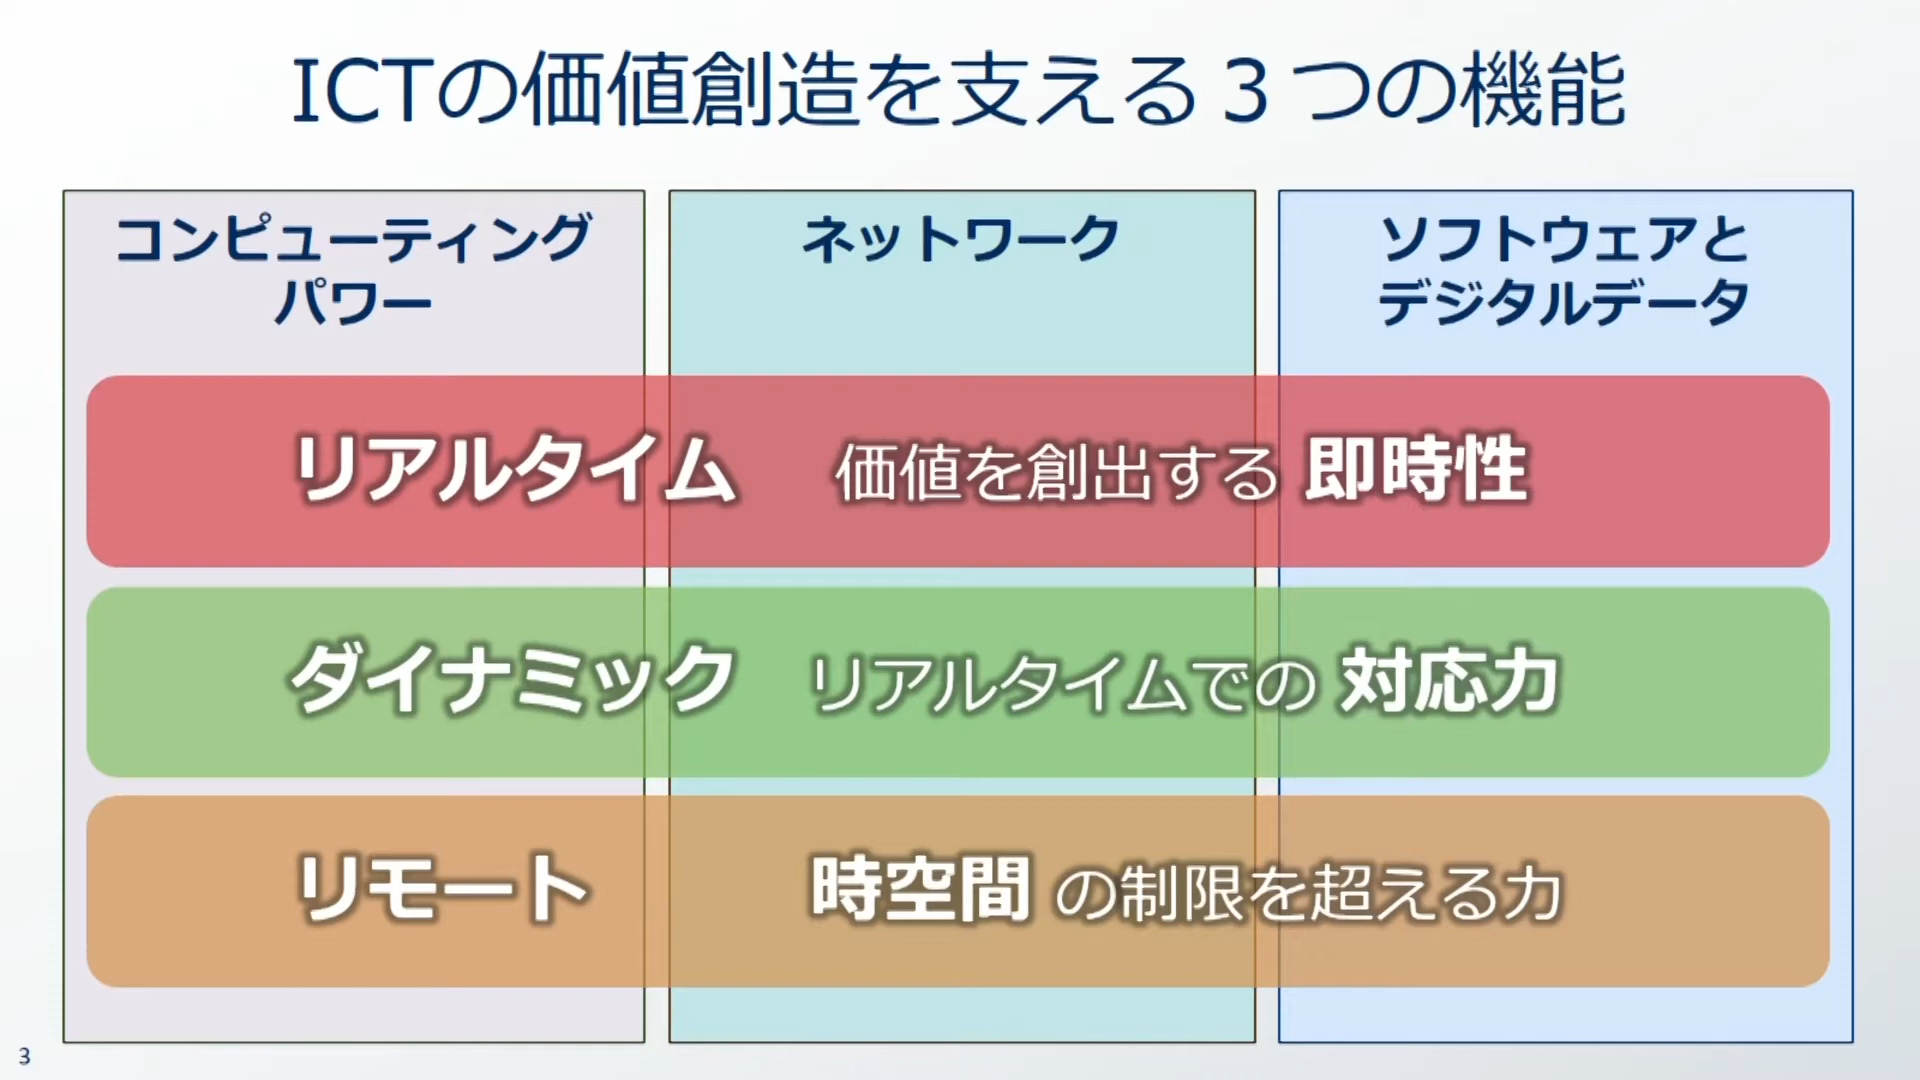 ICTの価値創造を支える３つの機能
コンピューティング
パワー
ネットワーク
ソフトウェアと
デジタルデータ
リアルタイム 価値を創出する 即時性
ダイナミック リアルタイムでの 対応力
リモート 時空間 の制限を超える力
3